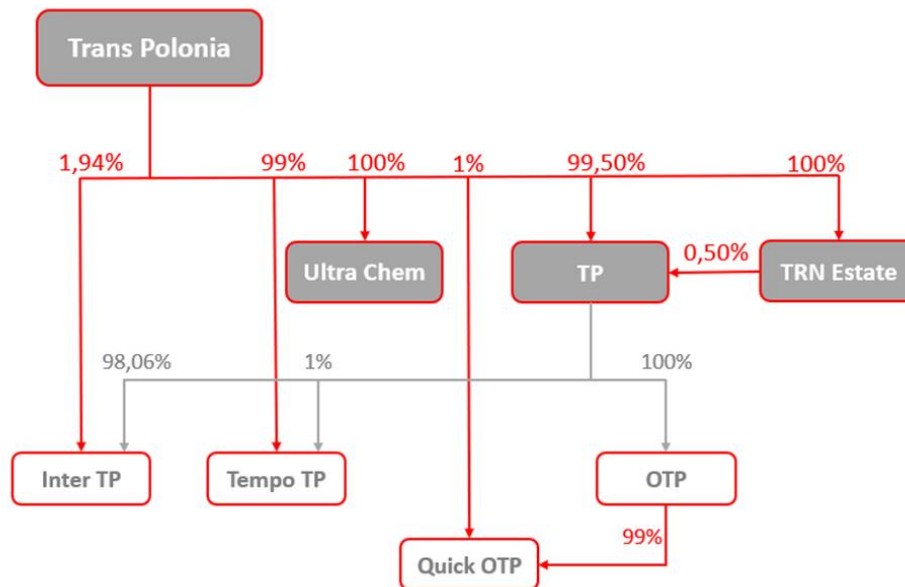 Trans Polonia
1,94%
99%
100%
1%
99,50%
100%
Ultra Chem
TP
0,50%
TRN Estate
98,06%
1%
100%
Inter TP
Tempo TP
OTP
99%
Quick OTP